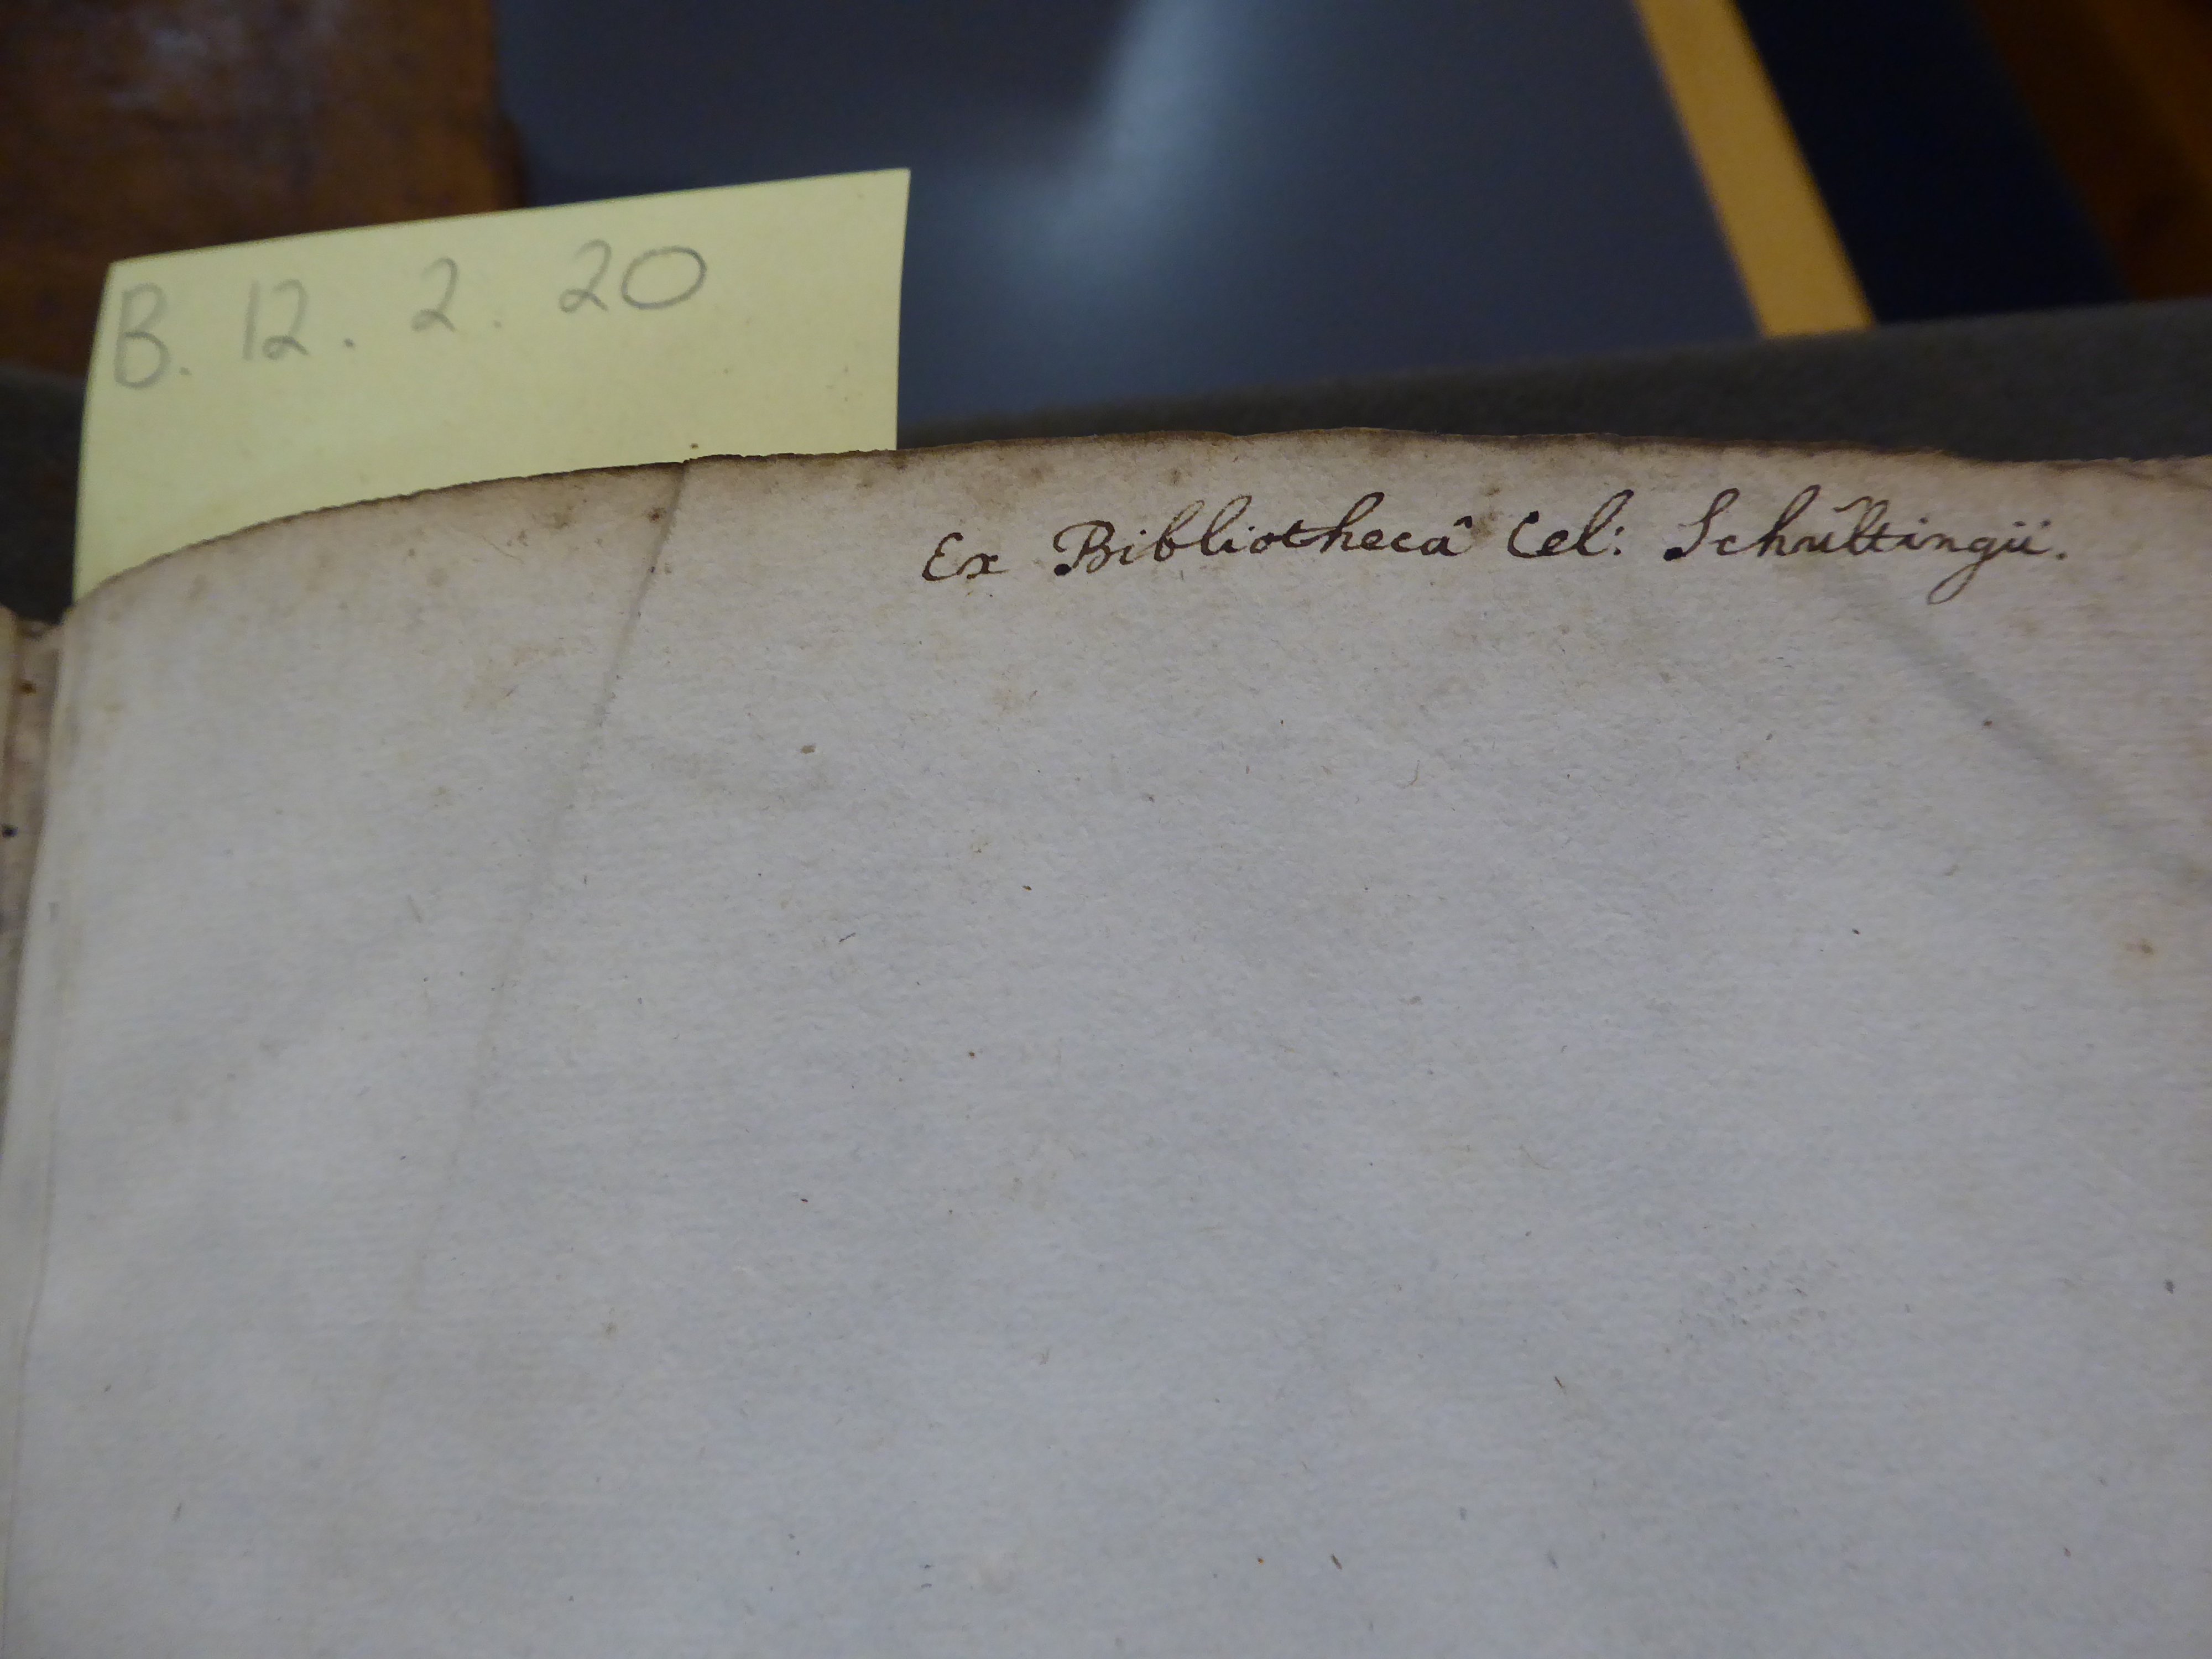 B. 12. 2. 20
Ex Bibliothecâ Cel: Schultingii.